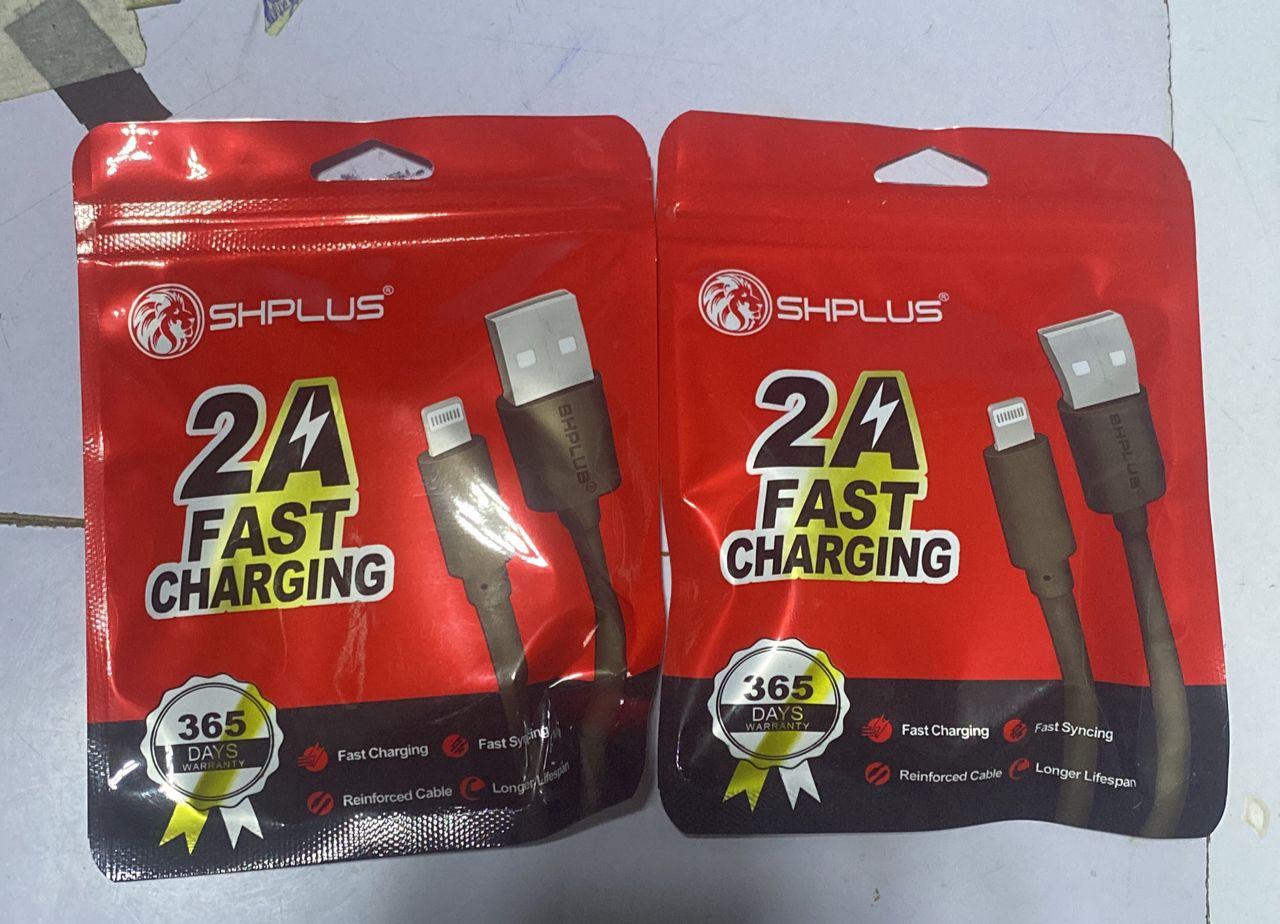 SHPLUS®
2A
FAST
CHARGING
SHPLUS®
365
DAYS
WARRANTY
Fast Charging
Fast Syncing
Reinforced Cable
Longer Lifespan
SHPLUS®
2A
FAST
CHARGING
SHPLUS®
365
DAYS
WARRANTY
Fast Charging
Fast Syncing
Reinforced Cable
Longer Lifespan